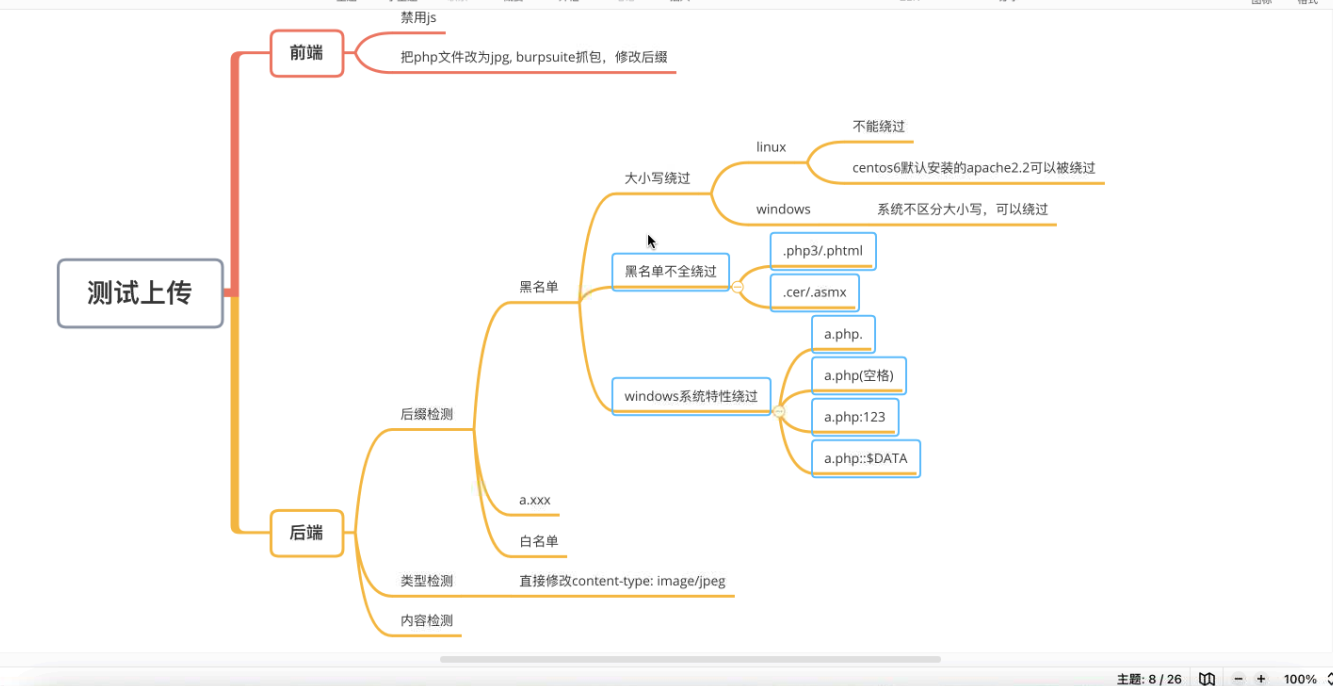 禁用js
前端
把php文件改为jpg, burpsuite抓包，修改后缀
不能绕过
linux
centos6默认安装的apache2.2可以被绕过
大小写绕过
windows
系统不区分大小写，可以绕过
.php3/.phtml
黑名单不全绕过
.cer/.asmx
黑名单
测试上传
a.php.
a.php(空格)
windows系统特性绕过
a.php:123
后缀检测
a.php::$DATA
a.xxx
后端
白名单
类型检测
直接修改content-type: image/jpeg
内容检测
主题: 8 / 26
100%